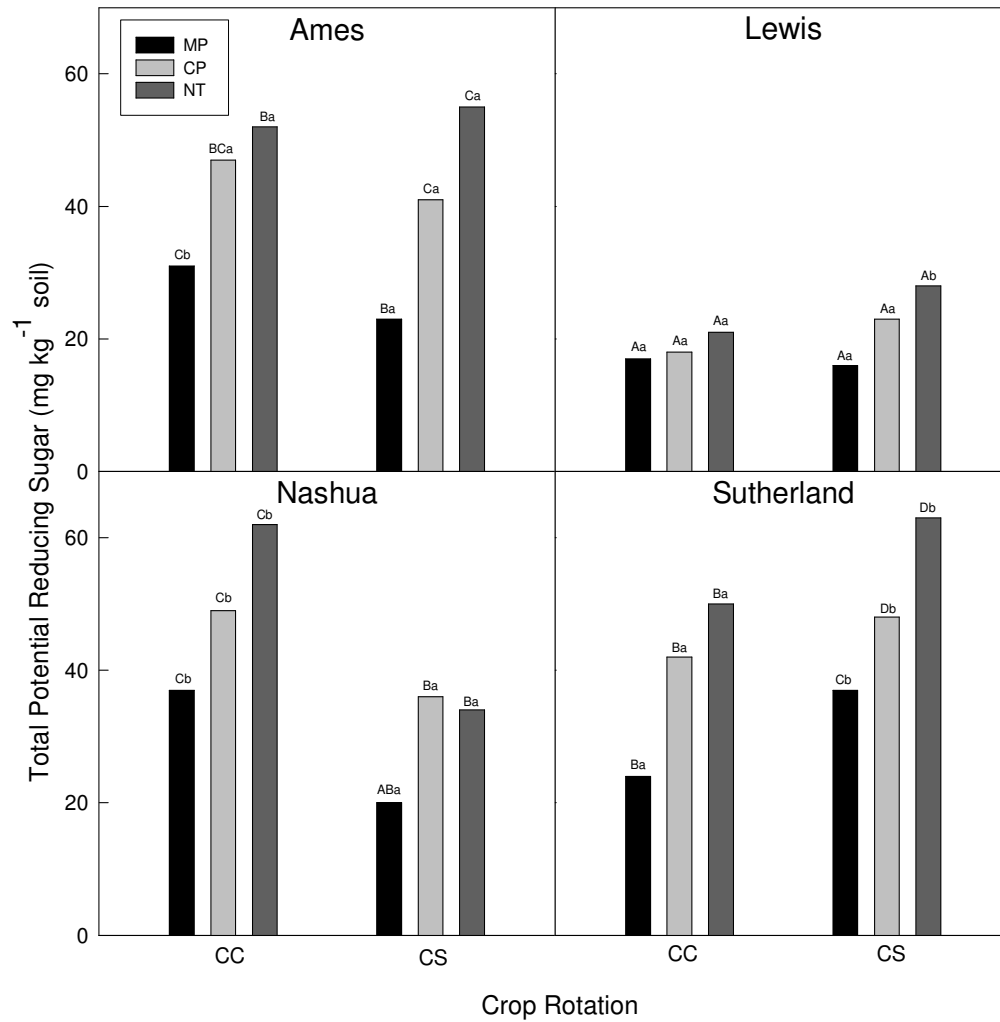 Total Potential Reducing Sugar (mg kg-1 soil)
Ames
MP
CP
NT
60
40
20
0
Cb
BCa
Ba
Ba
Ca
Ca
Lewis
Aa
Aa
Aa
Aa
Aa
Ab
Nashua
60
40
20
0
Cb
Cb
Cb
ABa
Ba
Ba
CC
CS
Sutherland
Ba
Ba
Ba
Cb
Db
Db
CC
CS
Crop Rotation